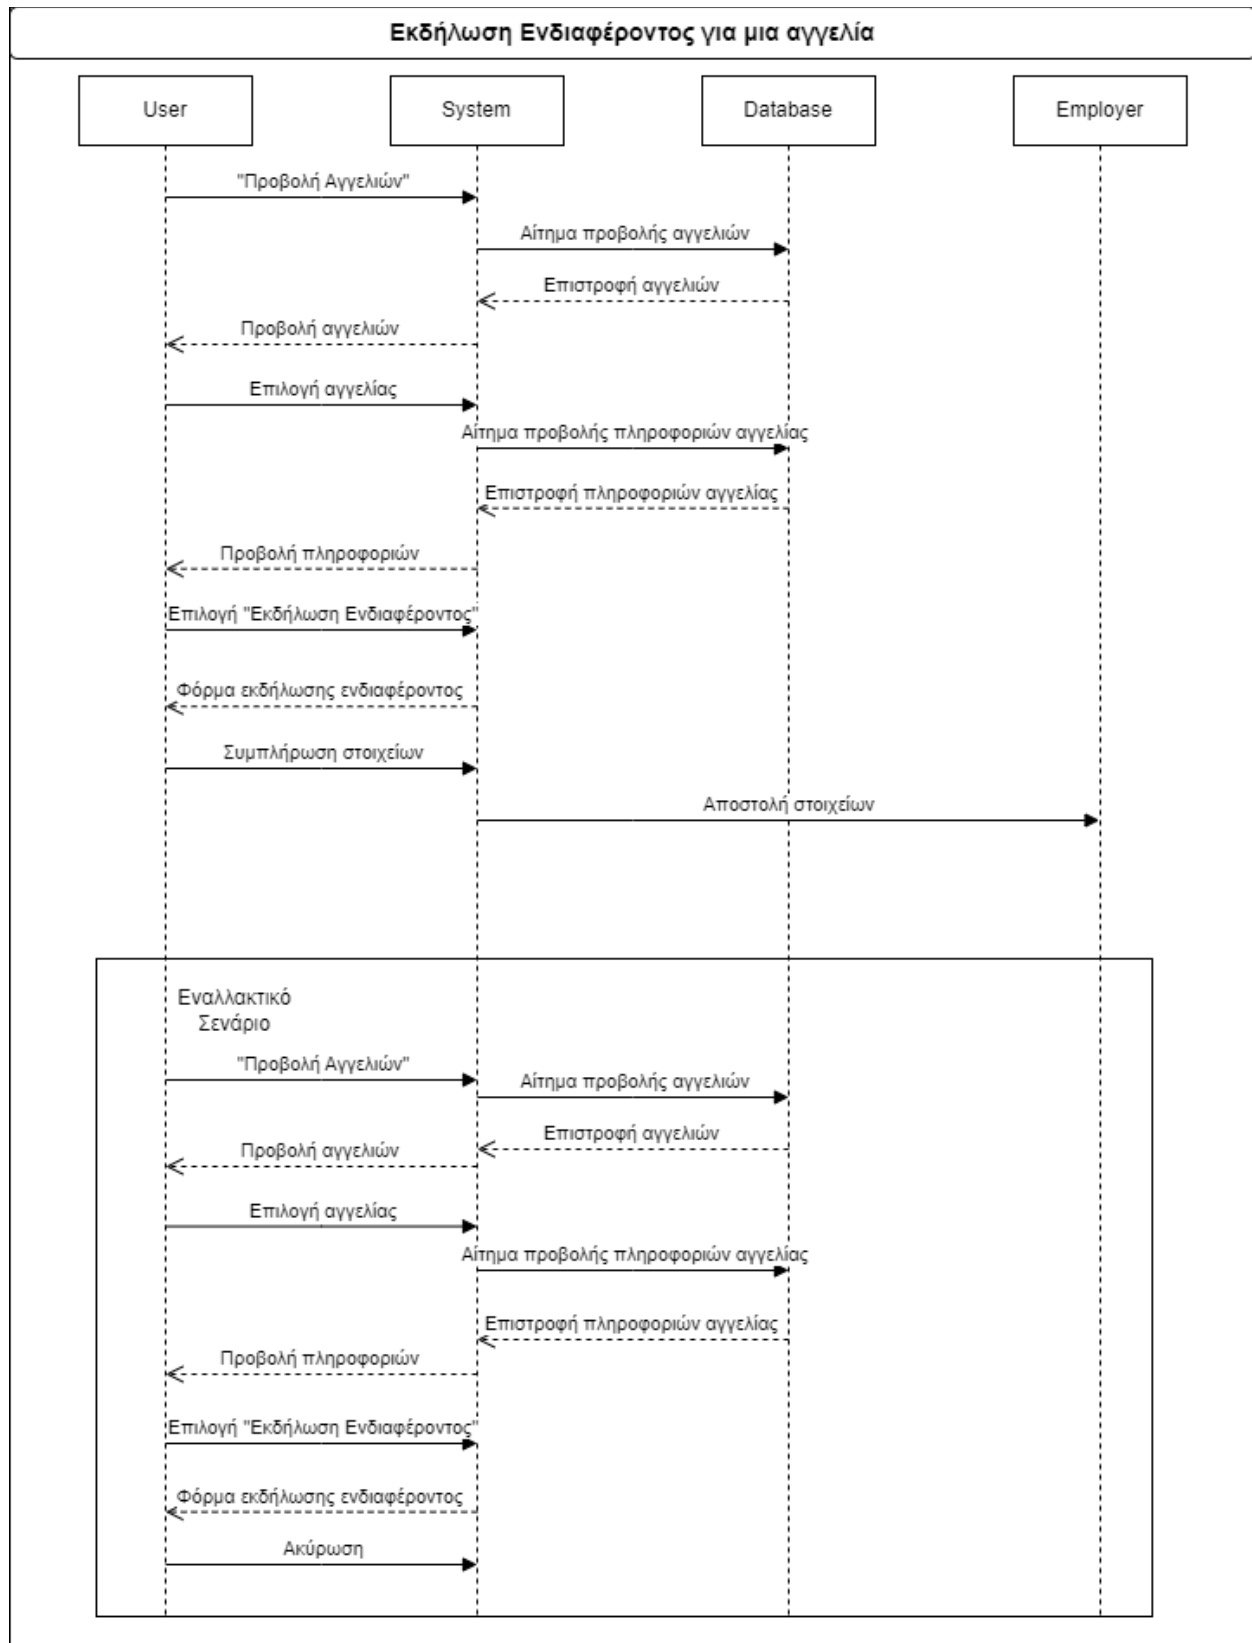 Εκδήλωση Ενδιαφέροντος για μια αγγελία
User
System
Database
Employer
"Προβολή Αγγελιών"
Αίτημα προβολής αγγελιών
Επιστροφή αγγελιών
Προβολή αγγελιών
Επιλογή αγγελίας
Αίτημα προβολής πληροφοριών αγγελίας
Επιστροφή πληροφοριών αγγελίας
Προβολή πληροφοριών
Επιλογή "Εκδήλωση Ενδιαφέροντος"
Φόρμα εκδήλωσης ενδιαφέροντος
Συμπλήρωση στοιχείων
Αποστολή στοιχείων
Εναλλακτικό
Σενάριο
"Προβολή Αγγελιών"
Αίτημα προβολής αγγελιών
Επιστροφή αγγελιών
Προβολή αγγελιών
Επιλογή αγγελίας
Αίτημα προβολής πληροφοριών αγγελίας
Επιστροφή πληροφοριών αγγελίας
Προβολή πληροφοριών
Επιλογή "Εκδήλωση Ενδιαφέροντος"
Φόρμα εκδήλωσης ενδιαφέροντος
Ακύρωση